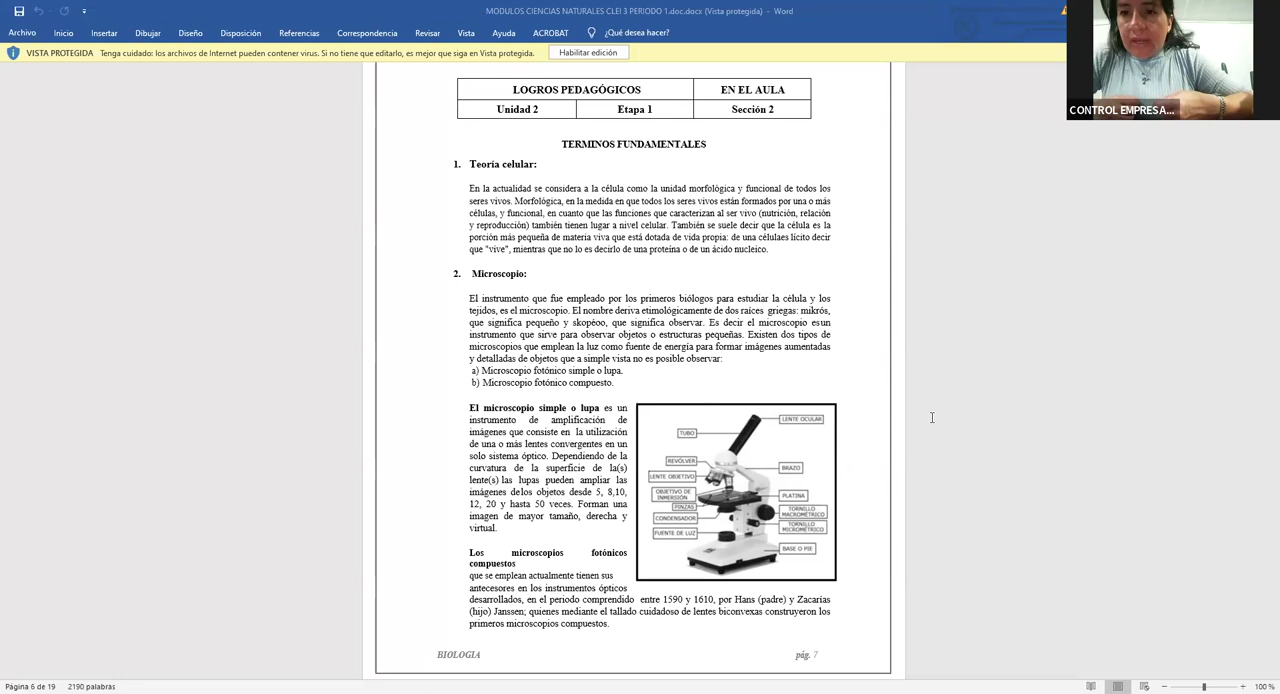 MODULOS CIENCIAS NATURALES CLEI 3 PERIODO 1.doc.docx (Vista protegida) - Word
Archivo Inicio Insertar Dibujar Diseño Disposición Referencias Correspondencia Revisar Vista Ayuda ACROBAT ¿Qué desea hacer?
VISTA PROTEGIDA Tenga cuidado: los archivos de Internet pueden contener virus. Si no tiene que editarlo, es mejor que siga en Vista protegida. Habilitar edición
CONTROL EMPRESA...
LOGROS PEDAGÓGICOS EN EL AULA
Unidad 2 Etapa 1 Sección 2
TERMINOS FUNDAMENTALES
1. Teoría celular:
En la actualidad se considera a la célula como la unidad morfológica y funcional de todos los
seres vivos. Morfológica, en la medida en que todos los seres vivos están formados por una o más
células, y funcional, en cuanto que las funciones que caracterizan al ser vivo (nutrición, relación
y reproducción) también tienen lugar a nivel celular. También se suele decir que la célula es la
porción más pequeña de materia viva que está dotada de vida propia: de una célulaes lícito decir
que "vive", mientras que no lo es decirlo de una proteína o de un ácido nucleico.
2. Microscopio:
El instrumento que fue empleado por los primeros biólogos para estudiar la célula y los
tejidos, es el microscopio. El nombre deriva etimológicamente de dos raíces griegas: mikrós,
que significa pequeño y skopéoo, que significa observar. Es decir el microscopio esun
instrumento que sirve para observar objetos o estructuras pequeñas. Existen dos tipos de
microscopios que emplean la luz como fuente de energía para formar imágenes aumentadas
y detalladas de objetos que a simple vista no es posible observar:
a) Microscopio fotónico simple o lupa.
b) Microscopio fotónico compuesto.
El microscopio simple o lupa es un
instrumento de amplificación de
imágenes que consiste en la utilización
de una o más lentes convergentes en un
solo sistema óptico. Dependiendo de la
curvatura de la superficie de la(s)
lente(s) las lupas pueden ampliar las
imágenes delos objetos desde 5, 8,10,
12, 20 y hasta 50 veces. Forman una
imagen de mayor tamaño, derecha y
virtual.
LENTE OCULAR
TUBO
REVÓLVER
BRAZO
LENTE OBJETIVO
OBJETIVO DE
INMERSIÓN
PLATINA
PINZAS
TORNILLO
MACROMÉTRICO
CONDENSADOR
TORNILLO
MICROMÉTRICO
FUENTE DE LUZ
BASE O PIE
Los microscopios fotónicos
compuestos
que se emplean actualmente tienen sus
antecesores en los instrumentos ópticos
desarrollados, en el periodo comprendido entre 1590 y 1610, por Hans (padre) y Zacarías
(hijo) Janssen; quienes mediante el tallado cuidadoso de lentes biconvexas construyeron los
primeros microscopios compuestos.
BIOLOGIA pág. 7
Página 6 de 19 2190 palabras 100 %